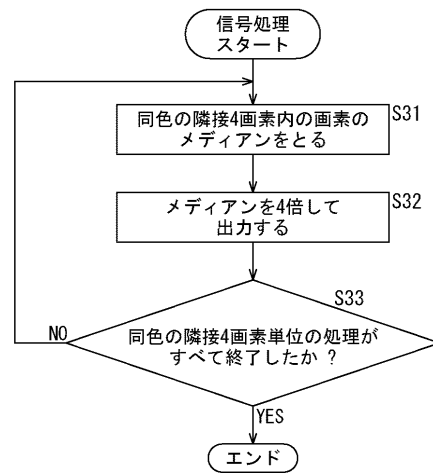 信号処理
スタート
同色の隣接4画素内の画素の
メディアンをとる
S31
メディアンを4倍して
出力する
S32
S33
同色の隣接4画素単位の処理が
すべて終了したか ?
NO
YES
エンド